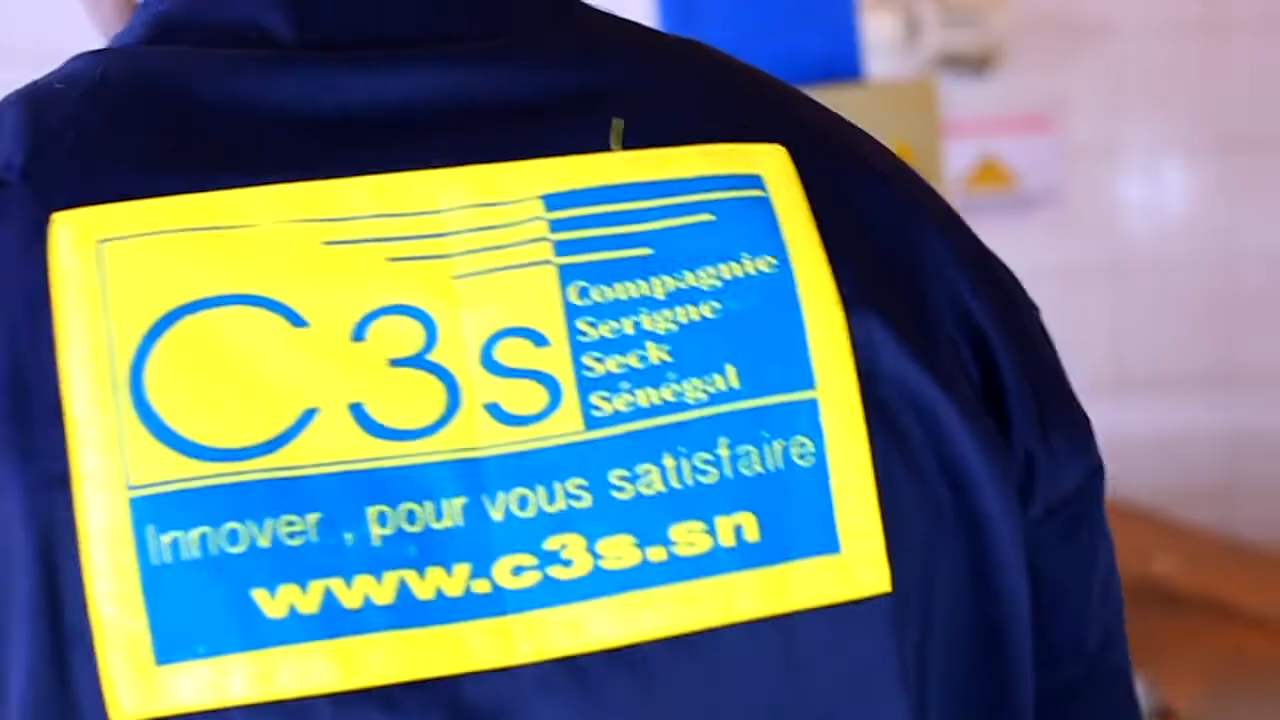 C3s
Compagnie
Serigne
Seck
Sénégal
Innover , pour vous satisfaire
www.c3s.sn